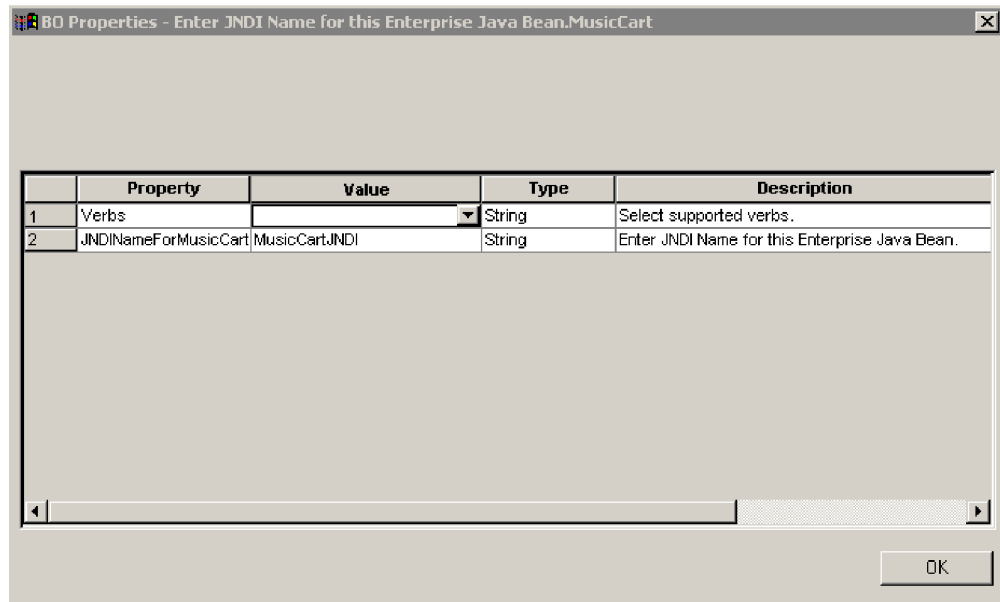 BO Properties - Enter JNDI Name for this Enterprise Java Bean.MusicCart
Property Value Type Description
1 Verbs String Select supported verbs.
2 JNDINameForMusicCart MusicCartJNDI String Enter JNDI Name for this Enterprise Java Bean.
OK